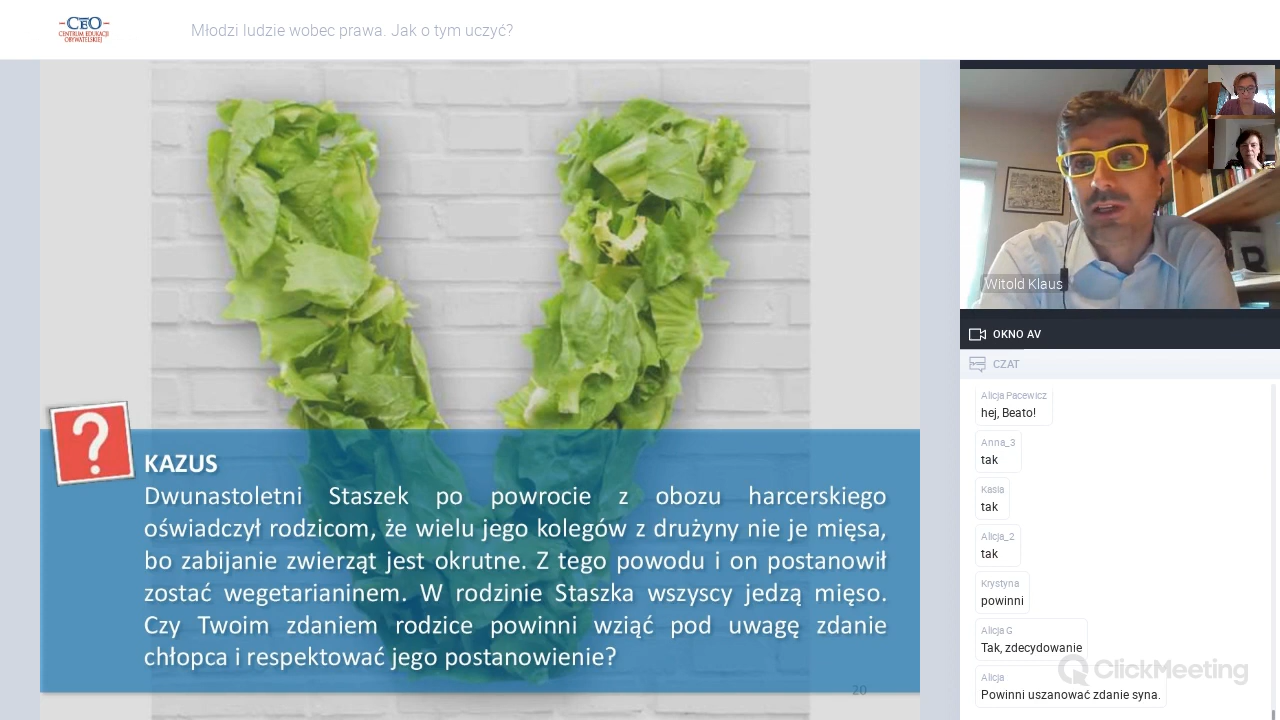 CEO
CENTRUM EDUKACJI
OBYWATELSKIEJ
Młodzi ludzie wobec prawa. Jak o tym uczyć?
?
KAZUS
Dwunastoletni Staszek po powrocie z obozu harcerskiego
oświadczył rodzicom, że wielu jego kolegów z drużyny nie je mięsa,
bo zabijanie zwierząt jest okrutne. Z tego powodu i on postanowił
zostać wegetarianinem. W rodzinie Staszka wszyscy jedzą mięso.
Czy Twoim zdaniem rodzice powinni wziąć pod uwagę zdanie
chłopca i respektować jego postanowienie?
20
Witold Klaus
OKNO AV
CZAT
Alicja Pacewicz
hej, Beato!
Anna_3
tak
Kasia
tak
Alicja_2
tak
Krystyna
powinni
Alicja G
Tak, zdecydowanie
Alicja
Powinni uszanować zdanie syna.
ClickMeeting